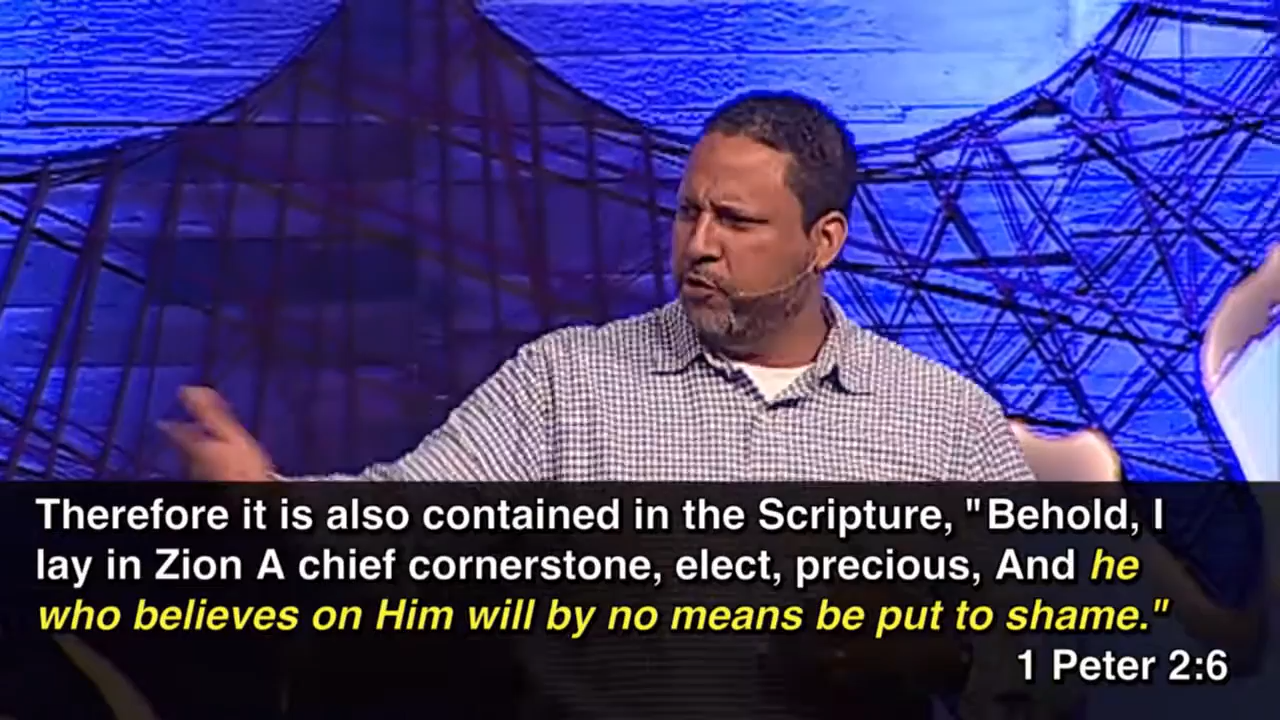 Therefore it is also contained in the Scripture, "Behold, I
lay in Zion A chief cornerstone, elect, precious, And he
who believes on Him will by no means be put to shame."
1 Peter 2:6